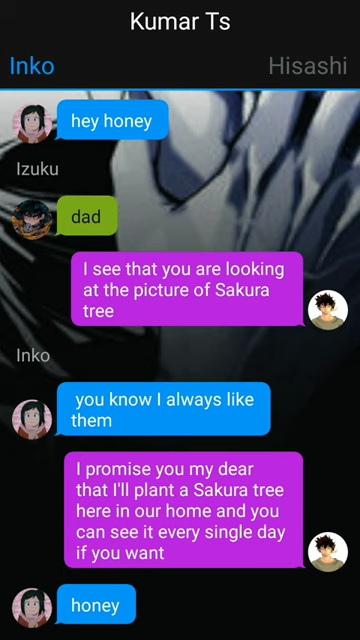 Kumar Ts
Inko
Hisashi
hey honey
Izuku
dad
I see that you are looking
at the picture of Sakura
tree
Inko
you know I always like
them
I promise you my dear
that I'll plant a Sakura tree
here in our home and you
can see it every single day
if you want
honey